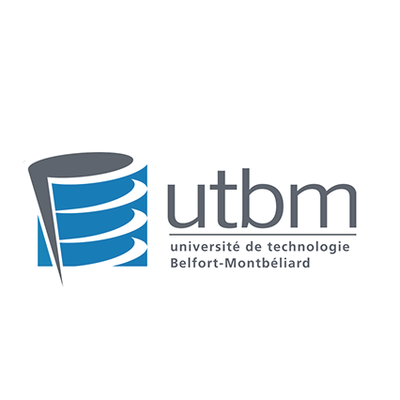 utbm
université de technologie
Belfort-Montbéliard